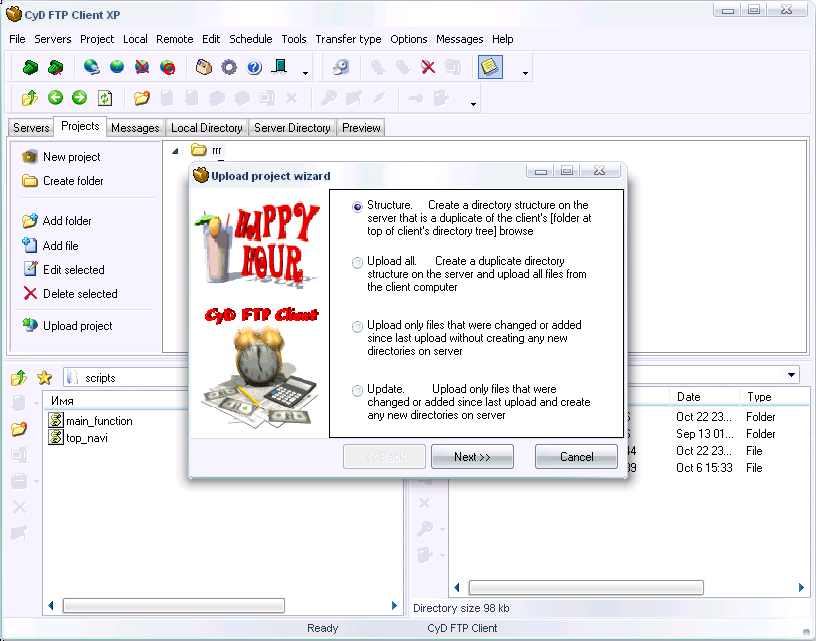 CyD FTP Client XP
File Servers Project Local Remote Edit Schedule Tools Transfer type Options Messages Help
Servers Projects Messages Local Directory Server Directory Preview
New project
Create folder
Add folder
Add file
Edit selected
Delete selected
Upload project
rrr
Upload project wizard
HAPPY
HOUR
CyD FTP Client
Structure. Create a directory structure on the
server that is a duplicate of the client's [folder at
top of client's directory tree] browse
Upload all. Create a duplicate directory
structure on the server and upload all files from
the client computer
Upload only files that were changed or added
since last upload without creating any new
directories on server
Update. Upload only files that were
changed or added since last upload and create
any new directories on server
<< Back Next >> Cancel
scripts
Имя
main_function
top_navi
Date Type
Oct 22 23... Folder
Sep 13 01... Folder
Oct 22 23... File
Oct 6 15:33 File
Directory size 98 kb
Ready CyD FTP Client